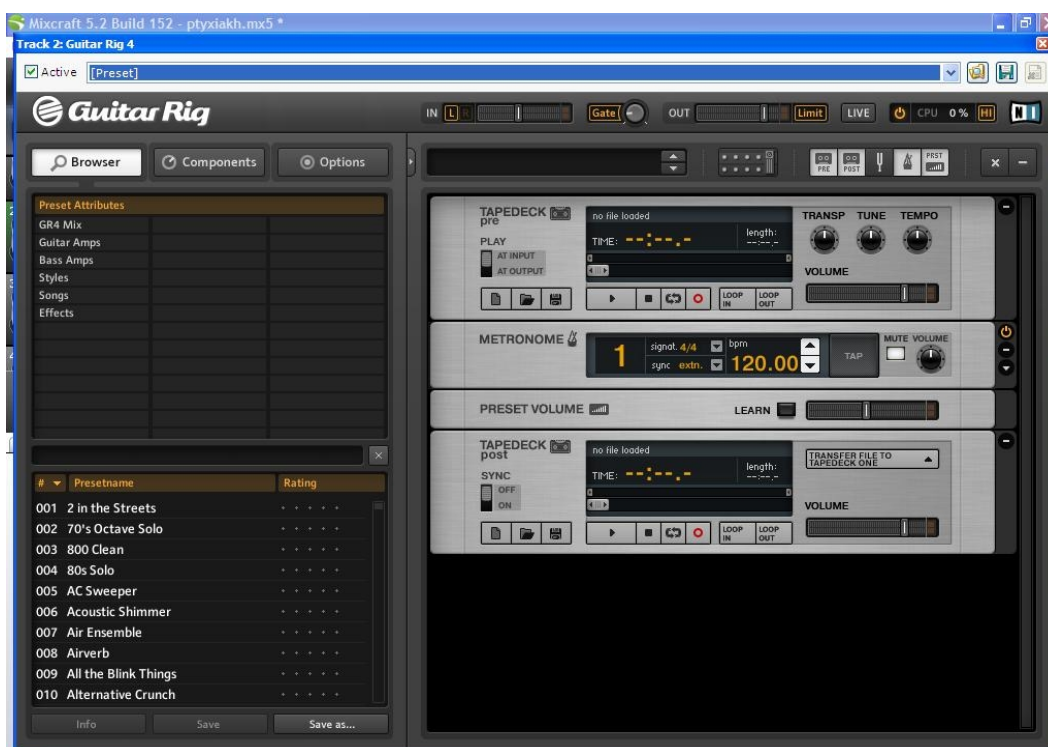 Mixcraft 5.2 Build 152 - ptyxiakh.mx5 *
Track 2: Guitar Rig 4
Active [Preset]
Guitar Rig
IN L R Gate OUT Limit LIVE CPU 0 % HI
Browser Components Options
PRE POST PRST
Preset Attributes
GR4 Mix
Guitar Amps
Bass Amps
Styles
Songs
Effects
# Presetname Rating
001 2 in the Streets
002 70's Octave Solo
003 800 Clean
004 80s Solo
005 AC Sweeper
006 Acoustic Shimmer
007 Air Ensemble
008 Airverb
009 All the Blink Things
010 Alternative Crunch
Info Save Save as...
TAPEDECK
pre
no file loaded
TRANSP TUNE TEMPO
PLAY
TIME: --:--.-
length:
--:--.-
AT INPUT
AT OUTPUT
VOLUME
LOOP IN LOOP OUT
METRONOME
1
signat. 4/4
sync extn.
bpm
120.00
TAP
MUTE VOLUME
PRESET VOLUME
LEARN
TAPEDECK
post
no file loaded
TRANSFER FILE TO
TAPEDECK ONE
SYNC
TIME: --:--.-
length:
--:--.-
OFF
ON
VOLUME
LOOP IN LOOP OUT